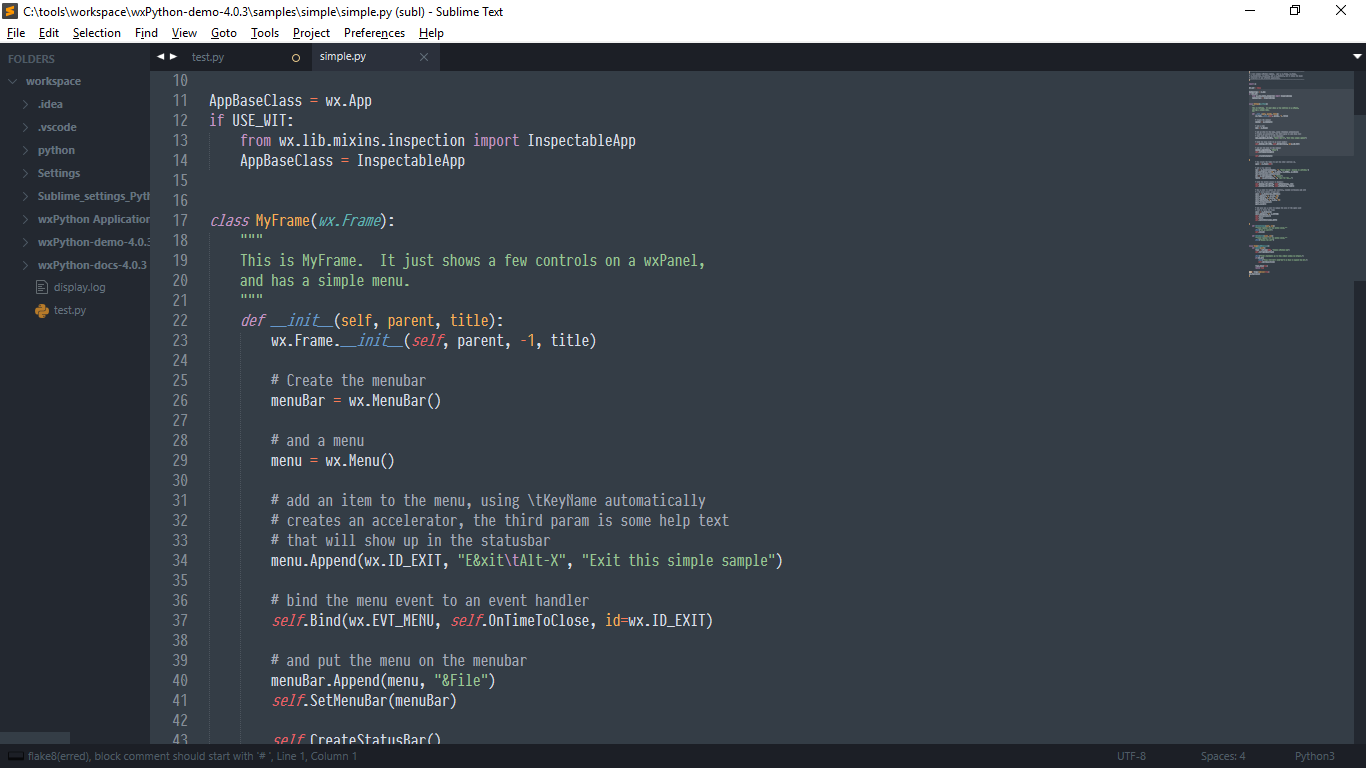 C:\tools\workspace\wxPython-demo-4.0.3\samples\simple\simple.py (subl) - Sublime Text
File Edit Selection Find View Goto Tools Project Preferences Help
FOLDERS
workspace
.idea
.vscode
python
Settings
Sublime_settings_Pyth
wxPython Application
wxPython-demo-4.0.3
wxPython-docs-4.0.3
display.log
test.py
test.py simple.py
10
11 AppBaseClass = wx.App
12 if USE_WIT:
13 from wx.lib.mixins.inspection import InspectableApp
14 AppBaseClass = InspectableApp
15
16
17 class MyFrame(wx.Frame):
18 """
19 This is MyFrame.  It just shows a few controls on a wxPanel,
20 and has a simple menu.
21 """
22 def __init__(self, parent, title):
23 wx.Frame.__init__(self, parent, -1, title)
24
25 # Create the menubar
26 menuBar = wx.MenuBar()
27
28 # and a menu
29 menu = wx.Menu()
30
31 # add an item to the menu, using \tKeyName automatically
32 # creates an accelerator, the third param is some help text
33 # that will show up in the statusbar
34 menu.Append(wx.ID_EXIT, "E&xit\tAlt-X", "Exit this simple sample")
35
36 # bind the menu event to an event handler
37 self.Bind(wx.EVT_MENU, self.OnTimeToClose, id=wx.ID_EXIT)
38
39 # and put the menu on the menubar
40 menuBar.Append(menu, "&File")
41 self.SetMenuBar(menuBar)
42
43 self.CreateStatusBar()
flake8(erred), block comment should start with '# ', Line 1, Column 1 UTF-8 Spaces: 4 Python3